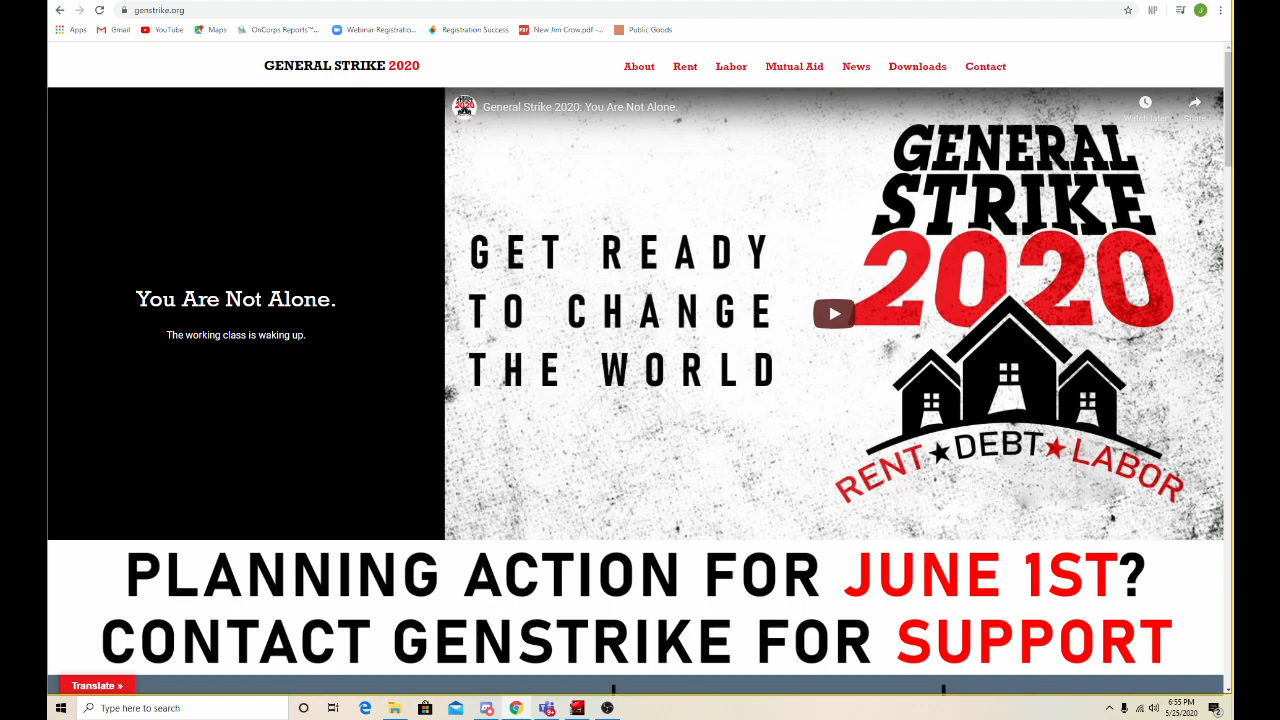 genstrike.org
NP
J
Apps
Gmail
YouTube
Maps
OnCorps Reports™...
Webinar Registratio...
Registration Success
New Jim Crow.pdf -...
Public Goods
GENERAL STRIKE 2020
About
Rent
Labor
Mutual Aid
News
Downloads
Contact
You Are Not Alone.
The working class is waking up.
General Strike 2020: You Are Not Alone.
Watch later
Share
GET READY
TO CHANGE
THE WORLD
GENERAL
STRIKE
2020
RENT★DEBT★LABOR
PLANNING ACTION FOR JUNE 1ST?
CONTACT GENSTRIKE FOR SUPPORT
Translate »
Type here to search
6:55 PM
5/25/2020